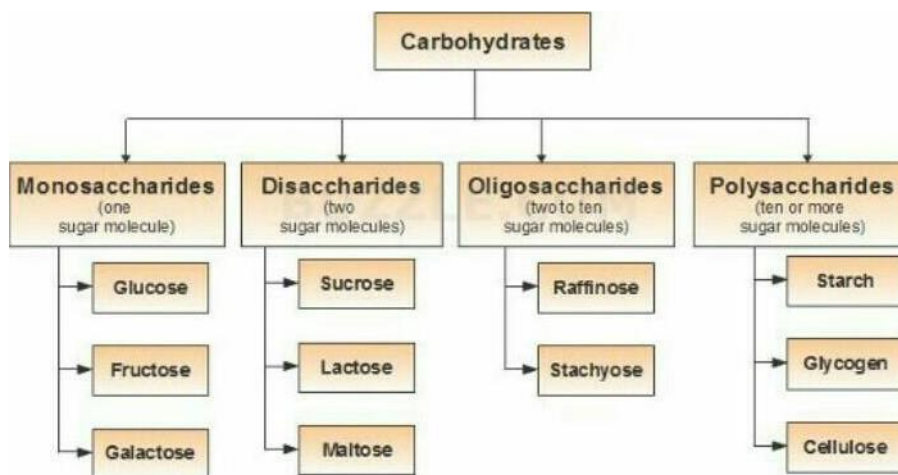 Carbohydrates
Monosaccharides
(one
sugar molecule)
Disaccharides
(two
sugar molecules)
Oligosaccharides
(two to ten
sugar molecules)
Polysaccharides
(ten or more
sugar molecules)
Glucose
Fructose
Galactose
Sucrose
Lactose
Maltose
Raffinose
Stachyose
Starch
Glycogen
Cellulose